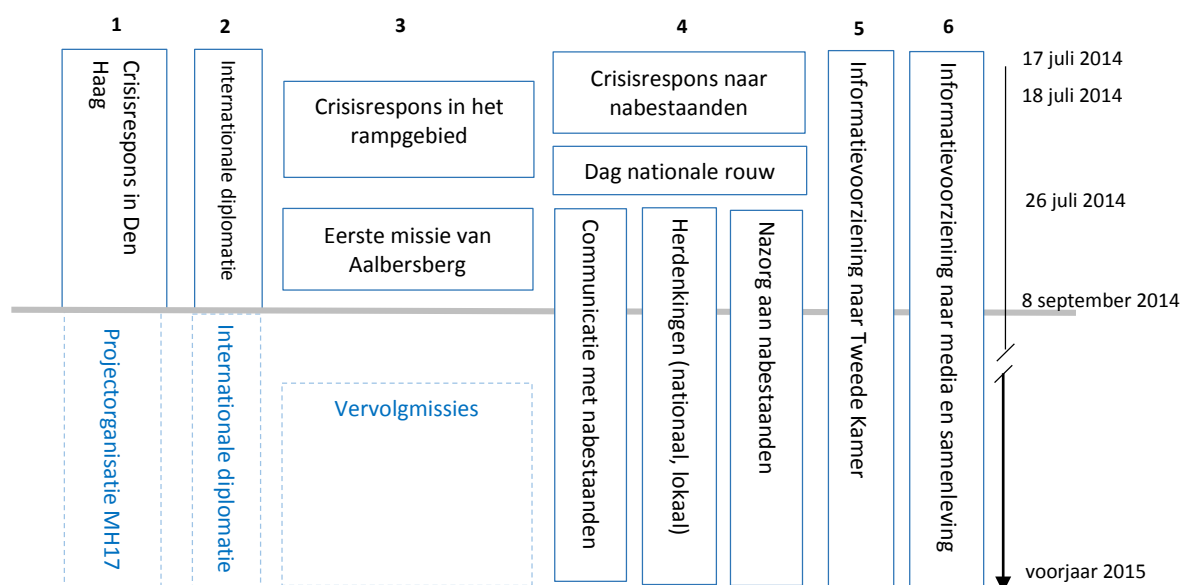 1
2
3
4
5
6
Crisisrespons in Den
Haag
Internationale diplomatie
Crisisrespons in het
rampgebied
Eerste missie van
Aalbersberg
Crisisrespons naar
nabestaanden
Dag nationale rouw
Communicatie met nabestaanden
Herdenkingen (nationaal, lokaal)
Nazorg aan nabestaanden
Informatievoorziening naar Tweede Kamer
Informatievoorziening naar media en samenleving
17 juli 2014
18 juli 2014
26 juli 2014
8 september 2014
Projectorganisatie MH17
Internationale diplomatie
Vervolgmissies
voorjaar 2015